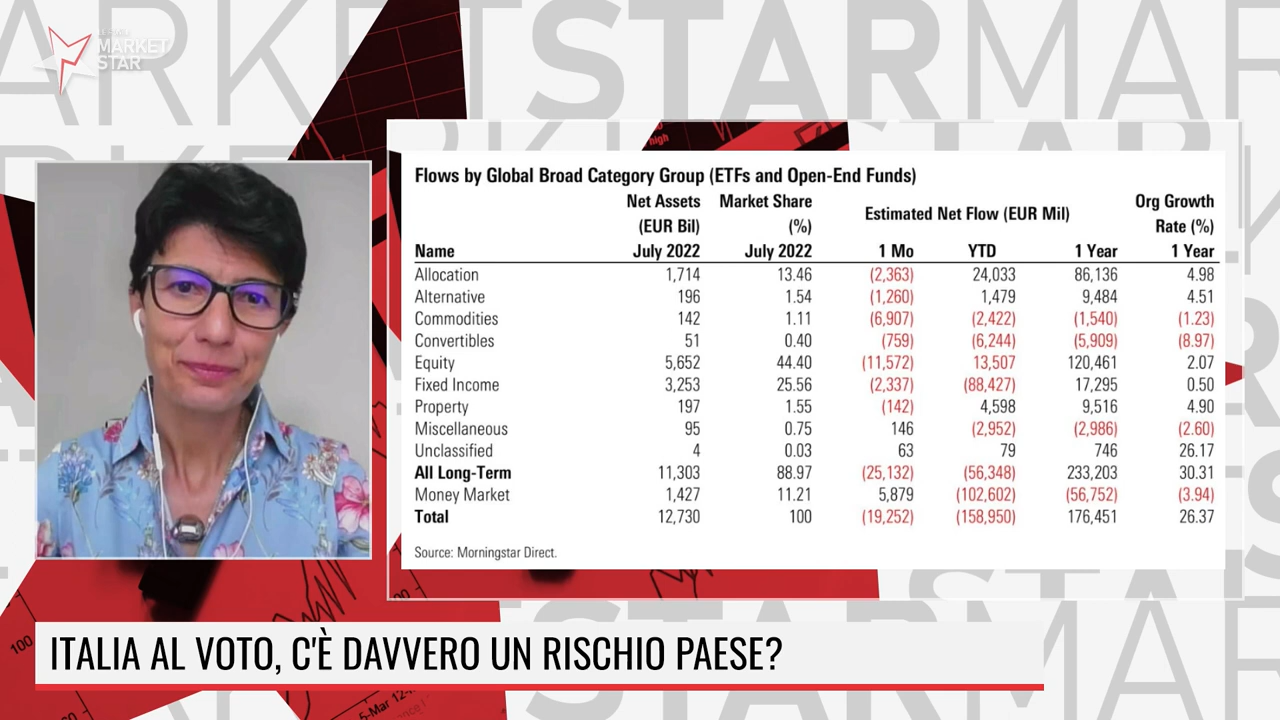 MARKET
STAR
ARKETSTARMAR
high
Flows by Global Broad Category Group (ETFs and Open-End Funds)
Net Assets Market Share Org Growth
(EUR Bil) (%) Estimated Net Flow (EUR Mil) Rate (%)
Name July 2022 July 2022 1 Mo YTD 1 Year 1 Year
Allocation 1,714 13.46 (2,363) 24,033 86,136 4.98
Alternative 196 1.54 (1,260) 1,479 9,484 4.51
Commodities 142 1.11 (6,907) (2,422) (1,540) (1.23)
Convertibles 51 0.40 (759) (6,244) (5,909) (8.97)
Equity 5,652 44.40 (11,572) 13,507 120,461 2.07
Fixed Income 3,253 25.56 (2,337) (88,427) 17,295 0.50
Property 197 1.55 (142) 4,598 9,516 4.90
Miscellaneous 95 0.75 146 (2,952) (2,986) (2.60)
Unclassified 4 0.03 63 79 746 26.17
All Long-Term 11,303 88.97 (25,132) (56,348) 233,203 30.31
Money Market 1,427 11.21 5,879 (102,602) (56,752) (3.94)
Total 12,730 100 (19,252) (158,950) 176,451 26.37
Source: Morningstar Direct.
100
ITALIA AL VOTO, C'È DAVVERO UN RISCHIO PAESE?
5-Mar 12-